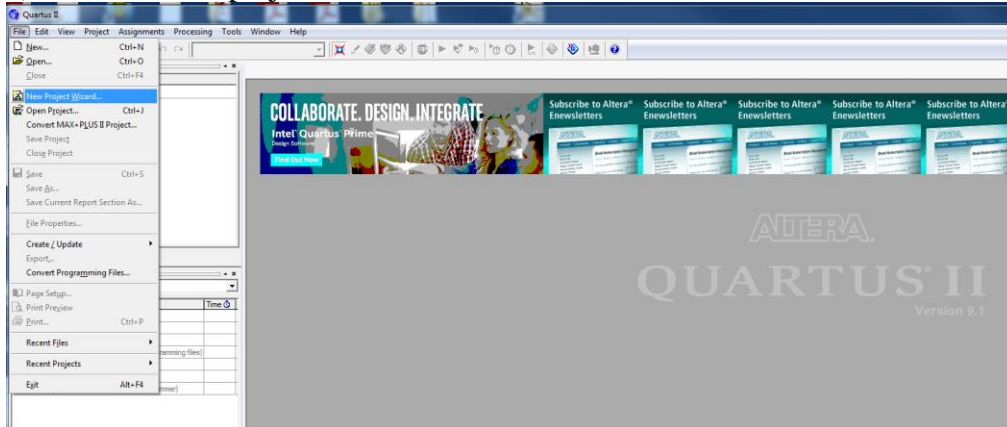 Quartus II
File Edit View Project Assignments Processing Tools Window Help
New... Ctrl+N
Open... Ctrl+O
Close Ctrl+F4
New Project Wizard...
Open Project... Ctrl+J
Convert MAX+PLUS II Project...
Save Project
Close Project
Save Ctrl+S
Save As...
Save Current Report Section As...
File Properties...
Create / Update
Export...
Convert Programming Files...
Page Setup...
Print Preview
Print... Ctrl+P
Recent Files
Recent Projects
Exit Alt+F4
Time
ramming files)
mmer)
COLLABORATE. DESIGN. INTEGRATE
Intel Quartus Prime
Design Software
Find Out How
Subscribe to Altera® Subscribe to Altera® Subscribe to Altera® Subscribe to Altera® Subscribe to Altera
Enewsletters Enewsletters Enewsletters Enewsletters Enewsletters
ALTERA.
QUARTUS® II
Version 9.1